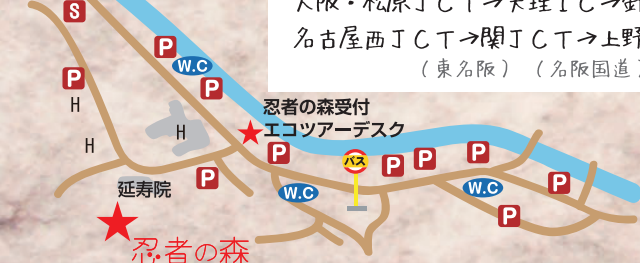 大阪・松原JCT→天理IC→針
名古屋西JCT→関JCT→上野
（東名阪）（名阪国道）
S
P
W.C
P
P
H
忍者の森受付
エコツアーデスク
H
H
P
バス
P
P
P
P
延寿院
P
W.C
W.C
P
忍者の森